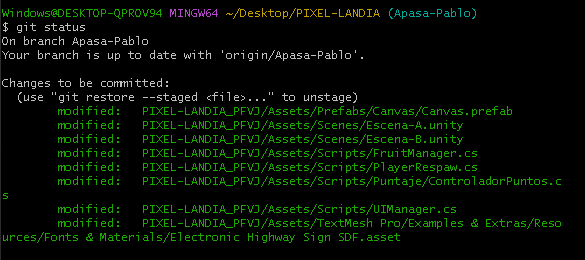 Windows@DESKTOP-QPROV94 MINGW64 ~/Desktop/PIXEL-LANDIA (Apasa-Pablo)
$ git status
On branch Apasa-Pablo
Your branch is up to date with 'origin/Apasa-Pablo'.
Changes to be committed:
  (use "git restore --staged <file>..." to unstage)
        modified:   PIXEL-LANDIA_PFVJ/Assets/Prefabs/Canvas/Canvas.prefab
        modified:   PIXEL-LANDIA_PFVJ/Assets/Scenes/Escena-A.unity
        modified:   PIXEL-LANDIA_PFVJ/Assets/Scenes/Escena-B.unity
        modified:   PIXEL-LANDIA_PFVJ/Assets/Scripts/FruitManager.cs
        modified:   PIXEL-LANDIA_PFVJ/Assets/Scripts/PlayerRespaw.cs
        modified:   PIXEL-LANDIA_PFVJ/Assets/Scripts/Puntaje/ControladorPuntos.c
s
        modified:   PIXEL-LANDIA_PFVJ/Assets/Scripts/UIManager.cs
        modified:   PIXEL-LANDIA_PFVJ/Assets/TextMesh Pro/Examples & Extras/Reso
urces/Fonts & Materials/Electronic Highway Sign SDF.asset